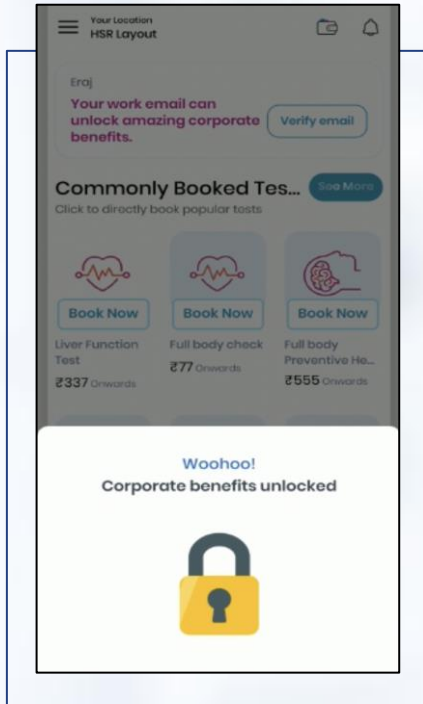 Your Location
HSR Layout
Eraj
Your work email can
unlock amazing corporate
benefits.
Verify email
Commonly Booked Tes...
See More
Click to directly book popular tests
Book Now
Book Now
Book Now
Liver Function
Test
₹337 Onwards
Full body check
₹77 Onwards
Full body
Preventive He...
₹555 Onwards
Woohoo!
Corporate benefits unlocked